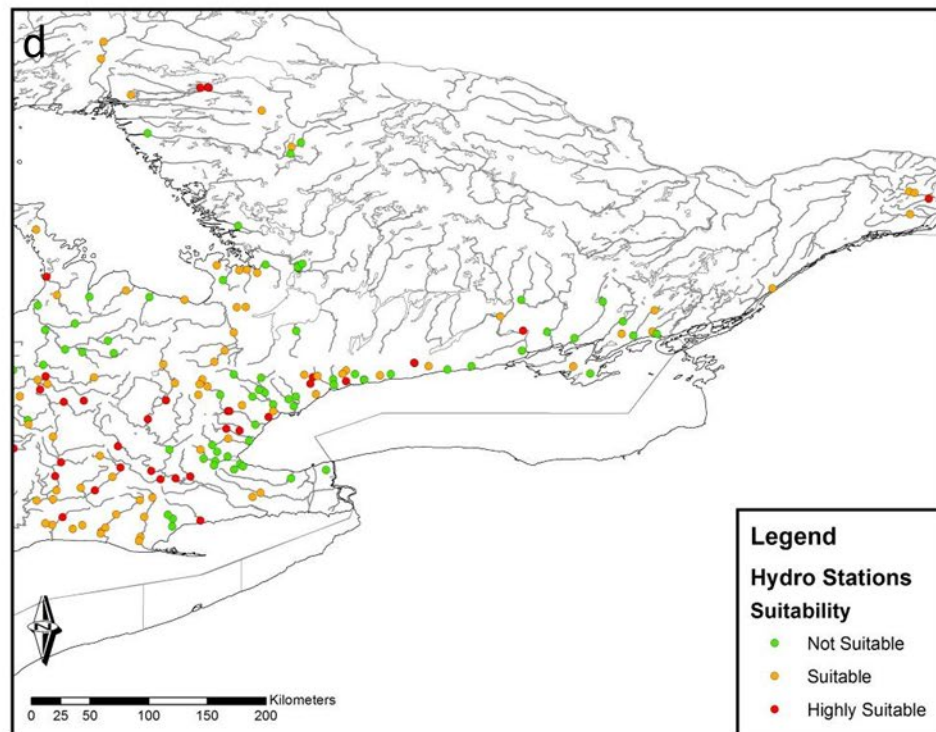 d
Legend
Hydro Stations
Suitability
Not Suitable
Suitable
Highly Suitable
N
Kilometers
0 25 50 100 150 200